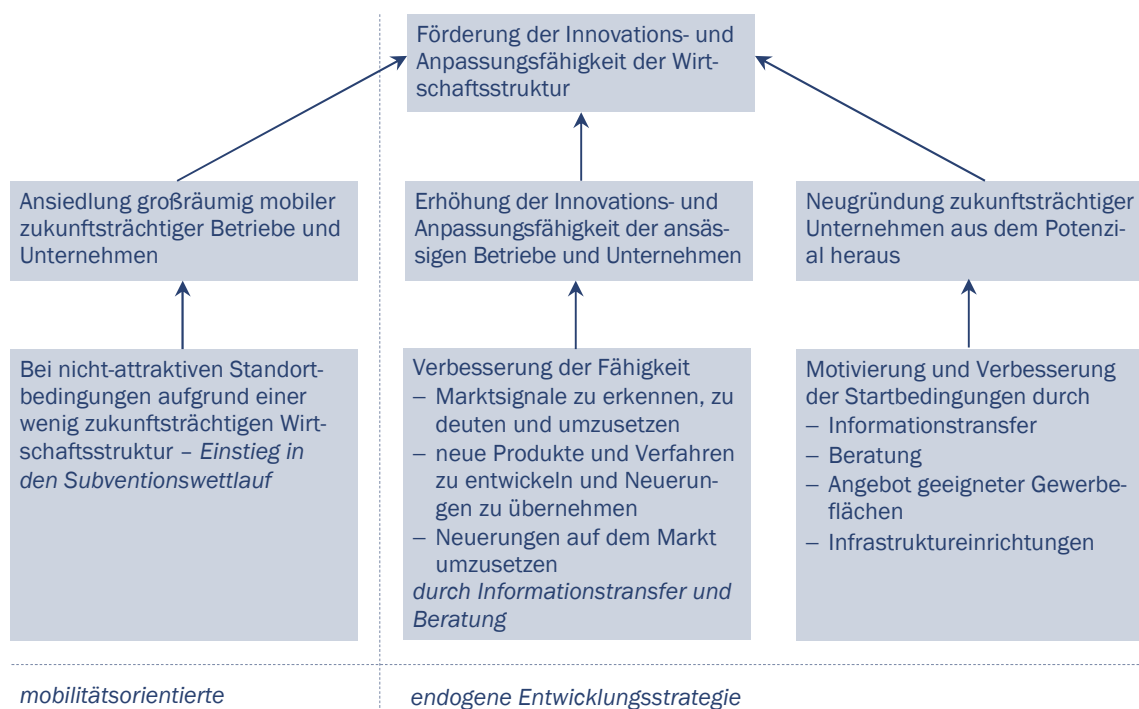 Förderung der Innovations- und
Anpassungsfähigkeit der Wirt-
schaftsstruktur
Ansiedlung großräumig mobiler
zukunftsträchtiger Betriebe und
Unternehmen
Erhöhung der Innovations- und
Anpassungsfähigkeit der ansäs-
sigen Betriebe und Unternehmen
Neugründung zukunftsträchtiger
Unternehmen aus dem Potenzi-
al heraus
Bei nicht-attraktiven Standort-
bedingungen aufgrund einer
wenig zukunftsträchtigen Wirt-
schaftsstruktur – Einstieg in
den Subventionswettlauf
Verbesserung der Fähigkeit
– Marktsignale zu erkennen, zu
deuten und umzusetzen
– neue Produkte und Verfahren
zu entwickeln und Neuerun-
gen zu übernehmen
– Neuerungen auf dem Markt
umzusetzen
durch Informationstransfer und
Beratung
Motivierung und Verbesserung
der Startbedingungen durch
– Informationstransfer
– Beratung
– Angebot geeigneter Gewerbe-
flächen
– Infrastruktureinrichtungen
mobilitätsorientierte
endogene Entwicklungsstrategie